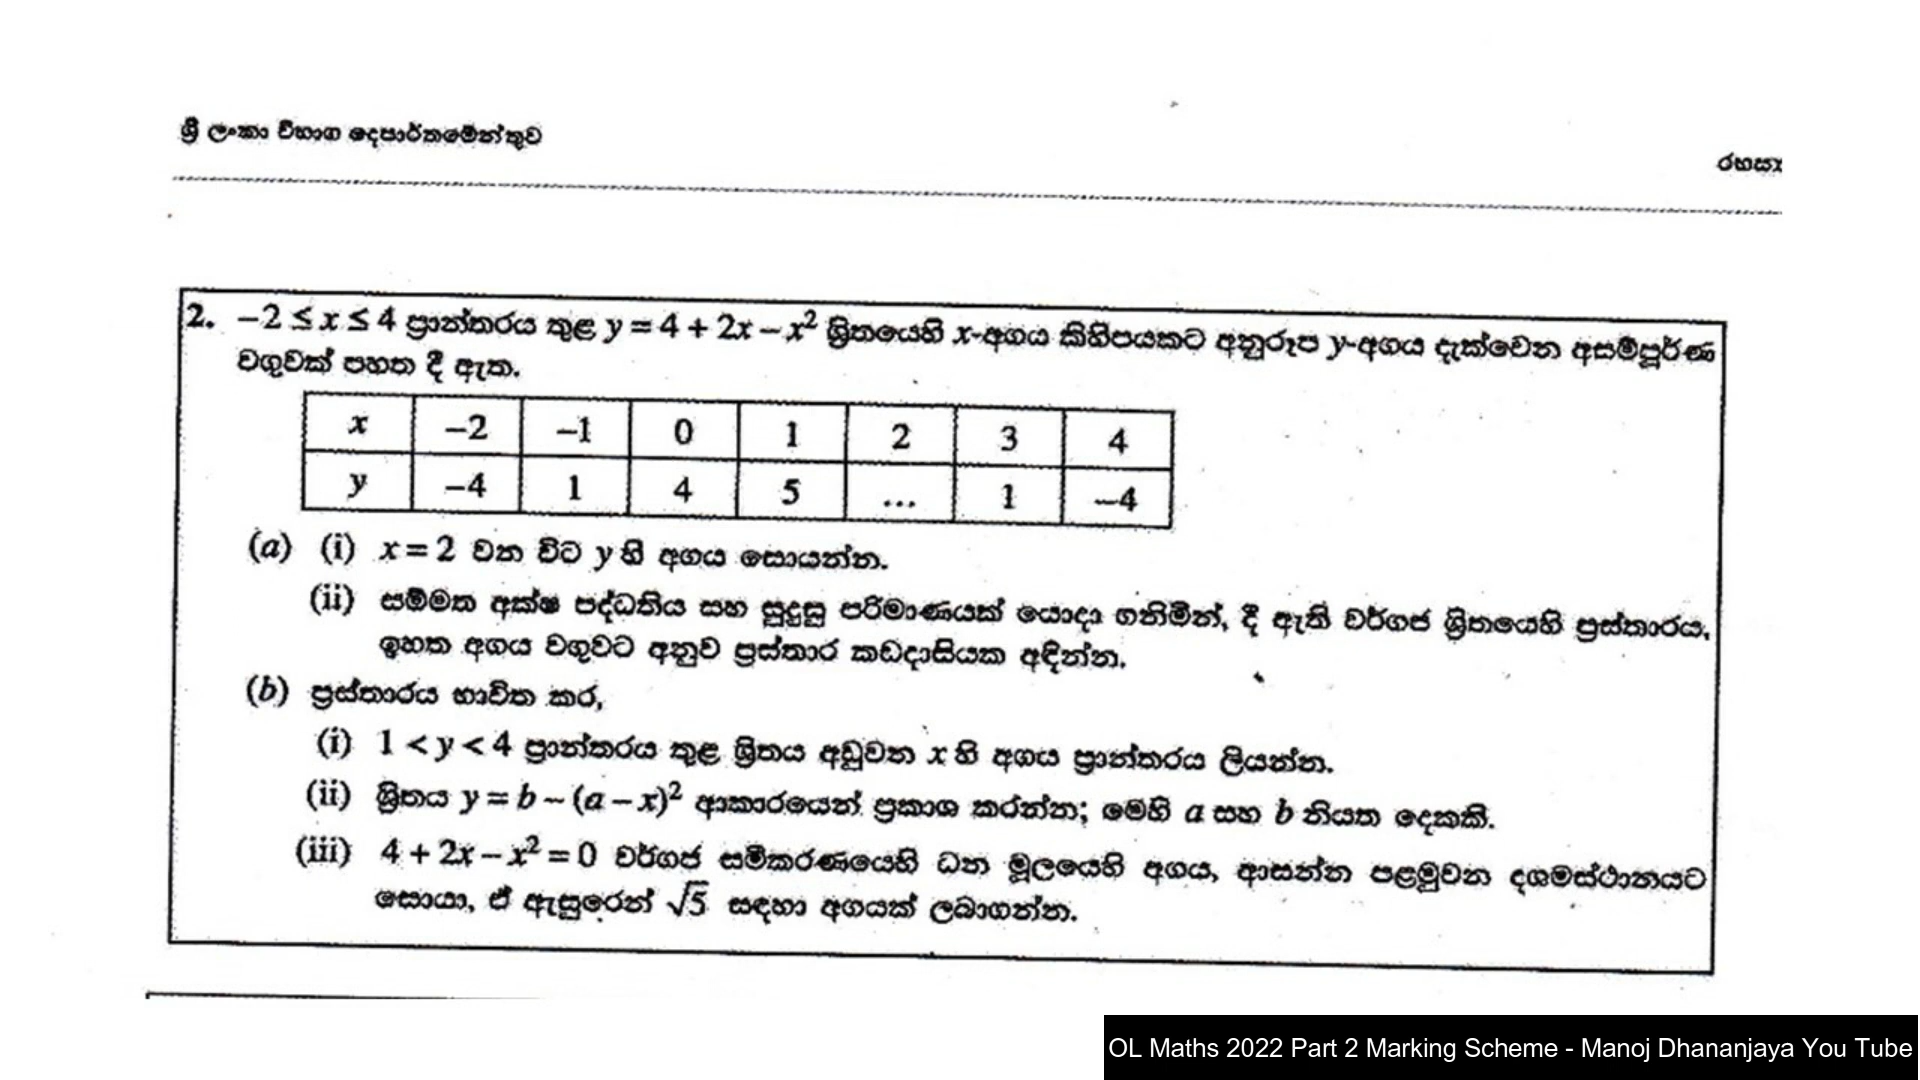 ශ්‍රී ලංකා විභාග දෙපාර්තමේන්තුව
රහස්‍ය
2. −2 ≤ x ≤ 4 ප්‍රාන්තරය තුළ y = 4 + 2x − x² ශ්‍රිතයෙහි x-අගය කිහිපයකට අනුරූප y-අගය දැක්වෙන අසම්පූර්ණ
වගුවක් පහත දී ඇත.
x −2 −1 0 1 2 3 4
y −4 1 4 5 ... 1 −4
(a) (i) x = 2 වන විට y හි අගය සොයන්න.
(ii) සම්මත අක්ෂ පද්ධතිය සහ සුදුසු පරිමාණයක් යොදා ගනිමින්, දී ඇති වර්ගජ ශ්‍රිතයෙහි ප්‍රස්තාරය,
ඉහත අගය වගුවට අනුව ප්‍රස්තාර කඩදාසියක අඳින්න.
(b) ප්‍රස්තාරය භාවිත කර,
(i) 1 < y < 4 ප්‍රාන්තරය තුළ ශ්‍රිතය අඩුවන x හි අගය ප්‍රාන්තරය ලියන්න.
(ii) ශ්‍රිතය y = b − (a − x)² ආකාරයෙන් ප්‍රකාශ කරන්න; මෙහි a සහ b නියත දෙකකි.
(iii) 4 + 2x − x² = 0 වර්ගජ සමීකරණයෙහි ධන මූලයෙහි අගය, ආසන්න පළමුවන දශමස්ථානයට
සොයා, ඒ ඇසුරෙන් √5 සඳහා අගයක් ලබාගන්න.
OL Maths 2022 Part 2 Marking Scheme - Manoj Dhananjaya You Tube